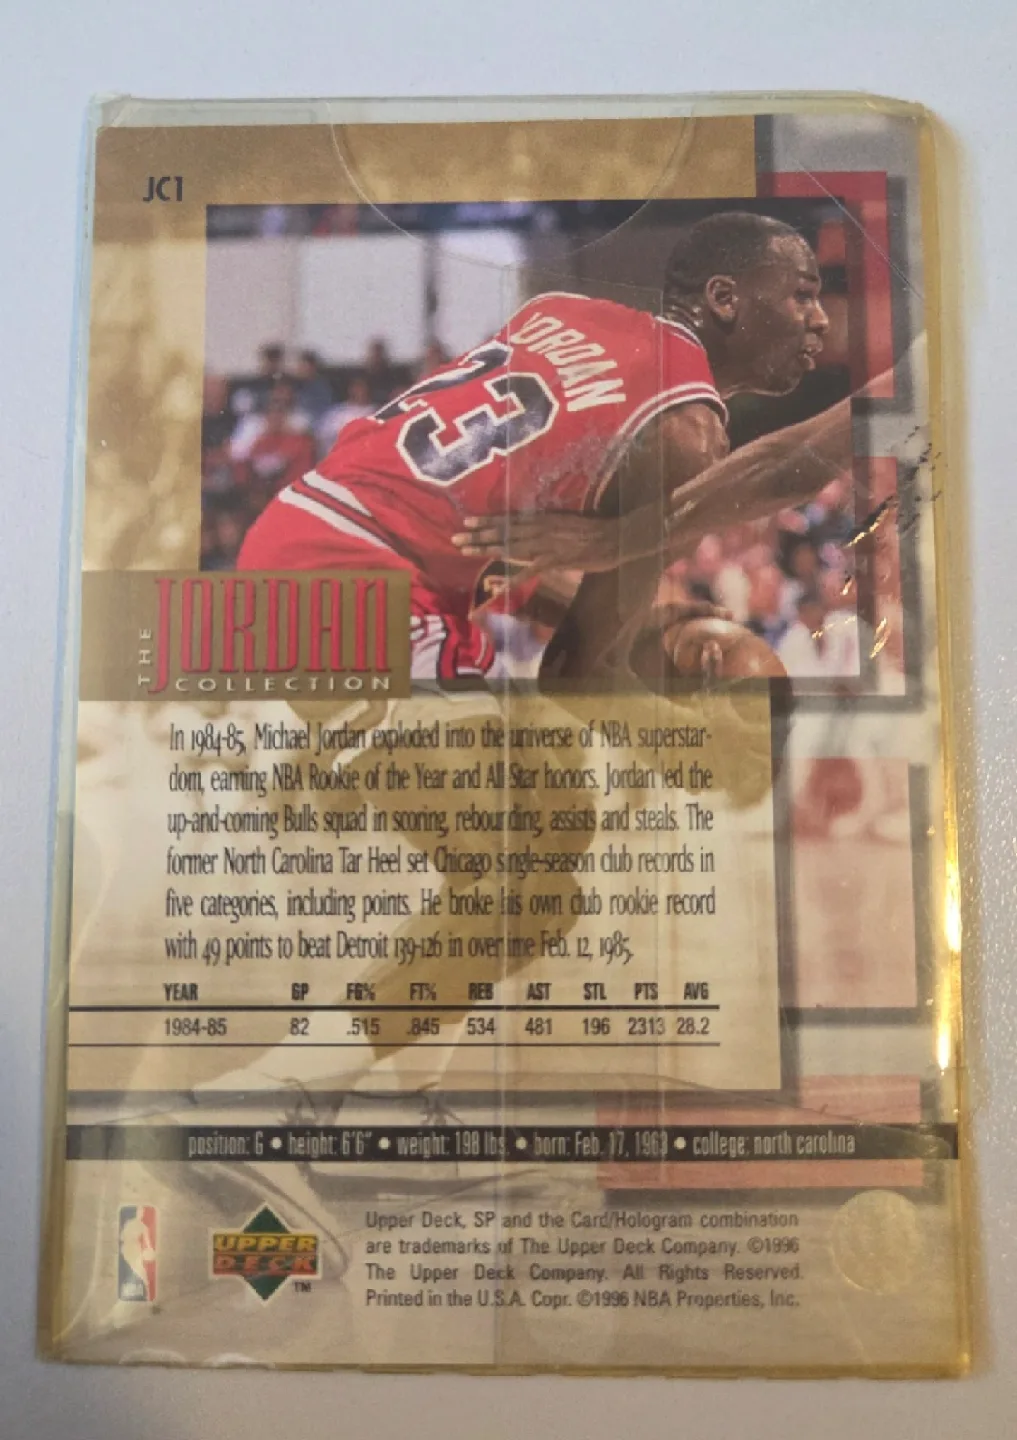 JC1
JORDAN
23
THE
JORDAN
COLLECTION
In 1984-85, Michael Jordan exploded into the universe of NBA superstar-
dom, earning NBA Rookie of the Year and All-Star honors. Jordan led the
up-and-coming Bulls squad in scoring, rebounding, assists and steals. The
former North Carolina Tar Heel set Chicago single-season club records in
five categories, including points. He broke his own club rookie record
with 49 points to beat Detroit 139-126 in overtime Feb. 12, 1985.
YEAR GP FG% FT% REB AST STL PTS AVG
1984-85 82 .515 .845 534 481 196 2313 28.2
position: G • height: 6'6" • weight: 198 lbs. • born: Feb. 17, 1963 • college: north carolina
UPPER
DECK
TM
Upper Deck, SP and the Card/Hologram combination
are trademarks of The Upper Deck Company. ©1996
The Upper Deck Company. All Rights Reserved.
Printed in the U.S.A. Copr. ©1996 NBA Properties, Inc.